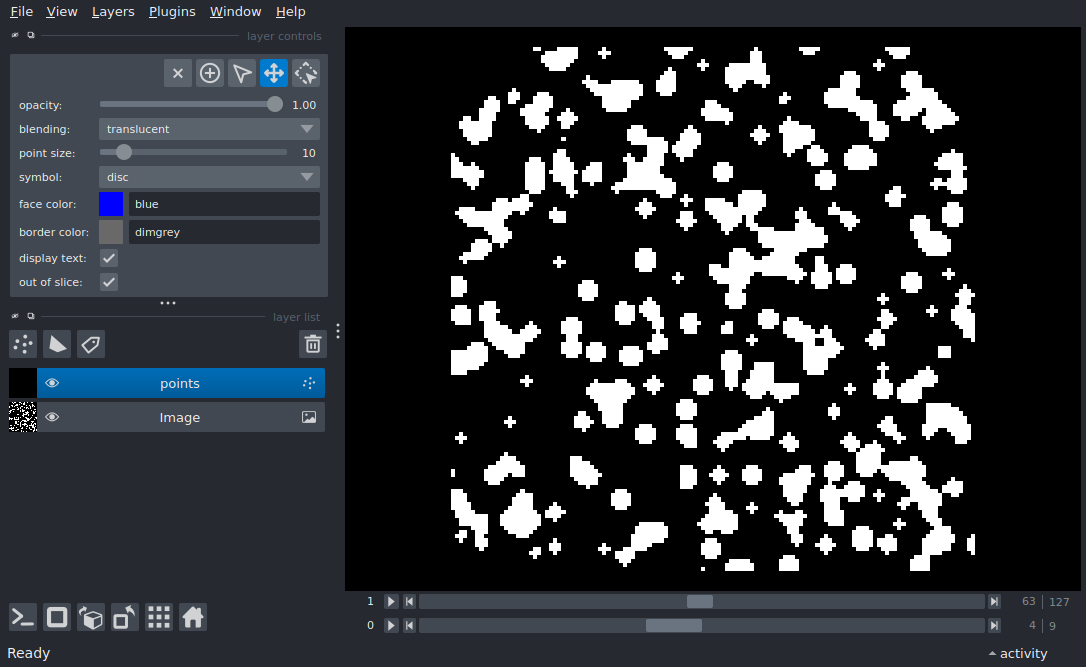 File View Layers Plugins Window Help
layer controls
opacity: 1.00
blending: translucent
point size: 10
symbol: disc
face color: blue
border color: dimgrey
display text:
out of slice:
layer list
points
Image
1 63 127
0 4 9
Ready activity